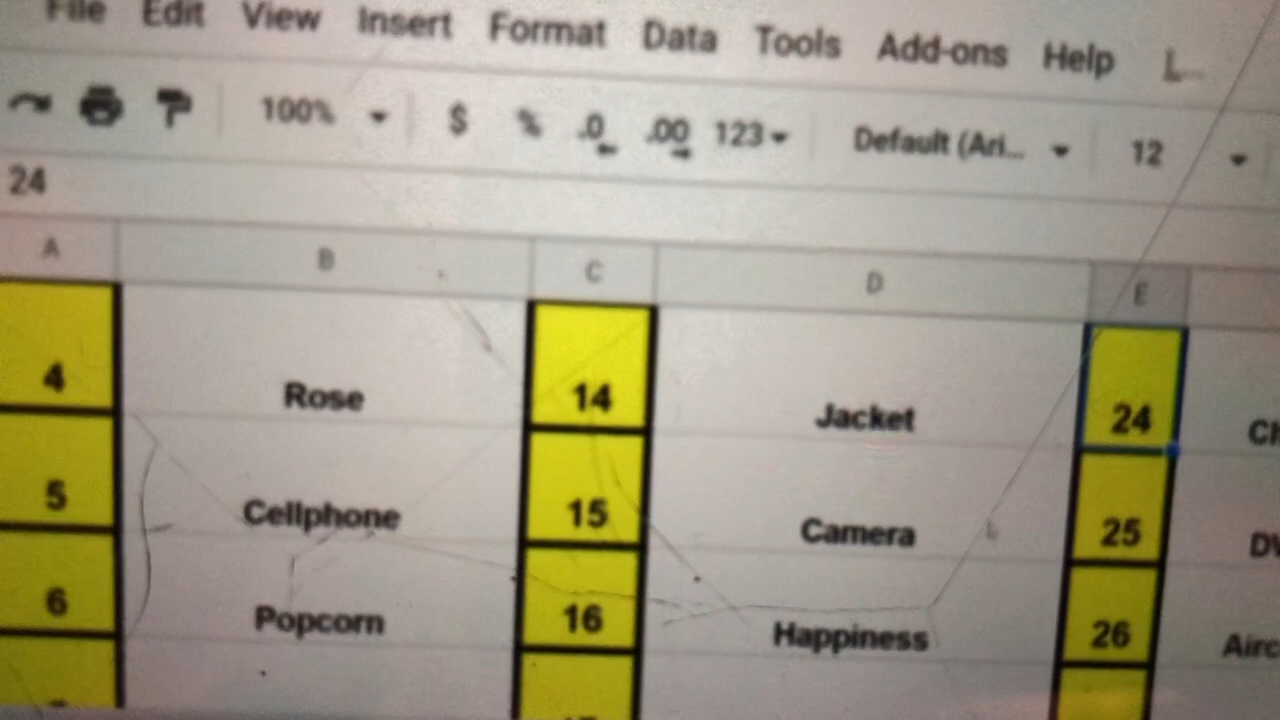 File Edit View Insert Format Data Tools Add-ons Help L...
100% $ % .0 .00 123 Default (Ari... 12
24
A B C D E
4 Rose 14 Jacket 24
5 Cellphone 15 Camera 25
6 Popcorn 16 Happiness 26